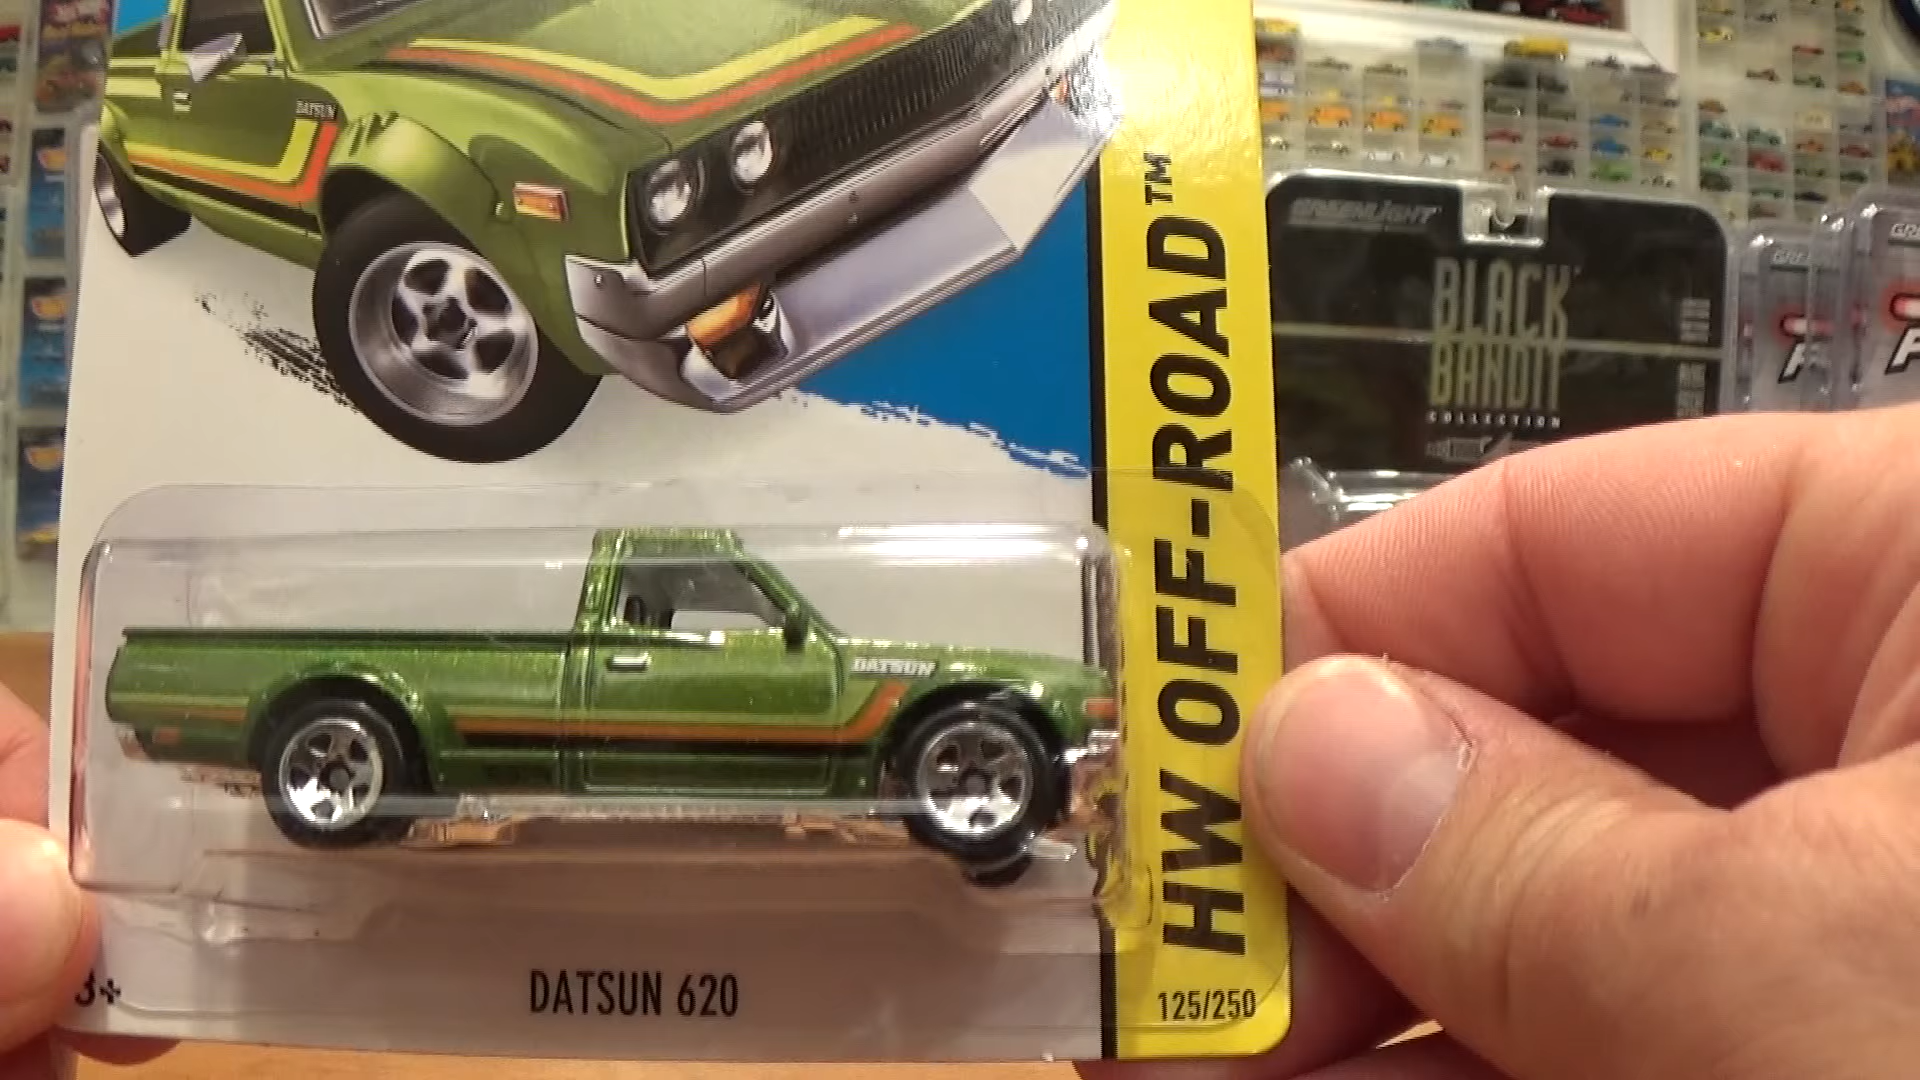 DATSUN
HW OFF-ROAD™
DATSUN
DATSUN 620
3+
125/250
GREENLIGHT
BLACK
BANDIT
COLLECTION